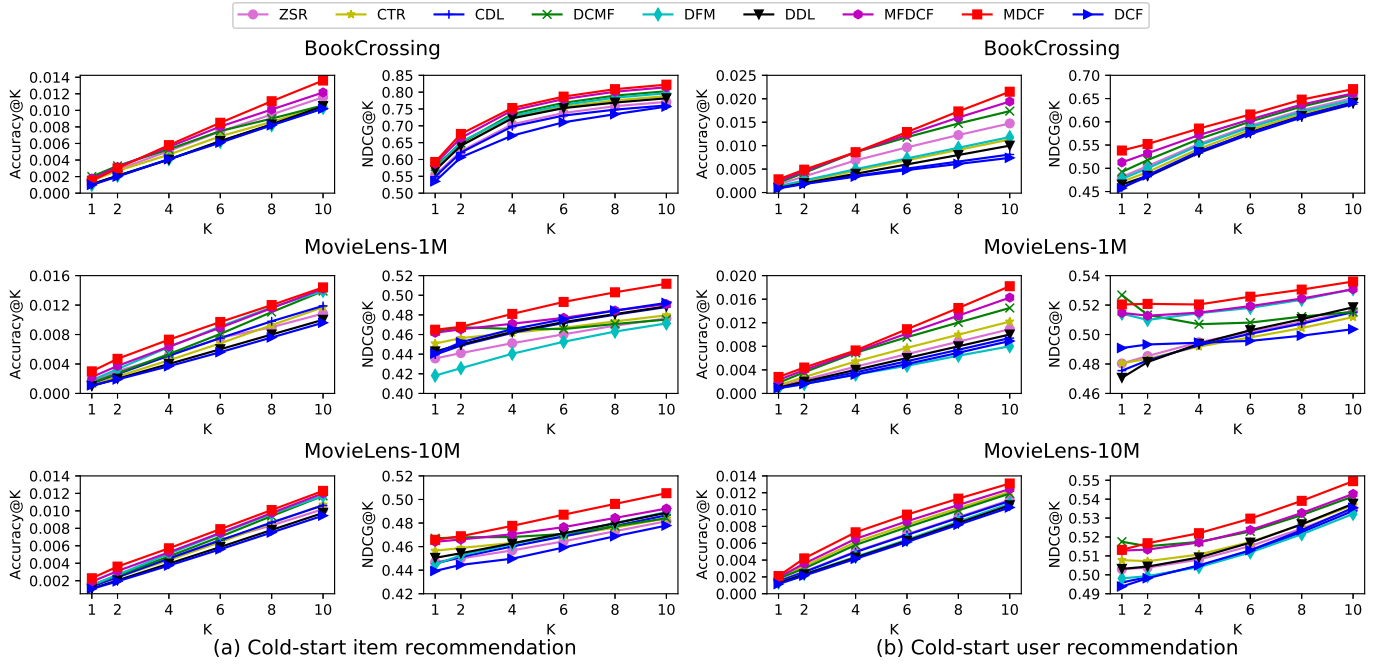 ZSR CTR CDL DCMF DFM DDL MFDCF MDCF DCF
BookCrossing
BookCrossing
Accuracy@K
0.014
0.012
0.010
0.008
0.006
0.004
0.002
0.000
1 2 4 6 8 10
K
NDCG@K
0.85
0.80
0.75
0.70
0.65
0.60
0.55
0.50
1 2 4 6 8 10
K
Accuracy@K
0.025
0.020
0.015
0.010
0.005
0.000
1 2 4 6 8 10
K
NDCG@K
0.70
0.65
0.60
0.55
0.50
0.45
1 2 4 6 8 10
K
MovieLens-1M
MovieLens-1M
Accuracy@K
0.016
0.012
0.008
0.004
0.000
1 2 4 6 8 10
K
NDCG@K
0.52
0.50
0.48
0.46
0.44
0.42
0.40
1 2 4 6 8 10
K
Accuracy@K
0.020
0.016
0.012
0.008
0.004
0.000
1 2 4 6 8 10
K
NDCG@K
0.54
0.52
0.50
0.48
0.46
1 2 4 6 8 10
K
MovieLens-10M
MovieLens-10M
Accuracy@K
0.014
0.012
0.010
0.008
0.006
0.004
0.002
1 2 4 6 8 10
K
NDCG@K
0.52
0.50
0.48
0.46
0.44
0.42
1 2 4 6 8 10
K
Accuracy@K
0.014
0.012
0.010
0.008
0.006
0.004
0.002
0.000
1 2 4 6 8 10
K
NDCG@K
0.55
0.54
0.53
0.52
0.51
0.50
0.49
1 2 4 6 8 10
K
(a) Cold-start item recommendation
(b) Cold-start user recommendation